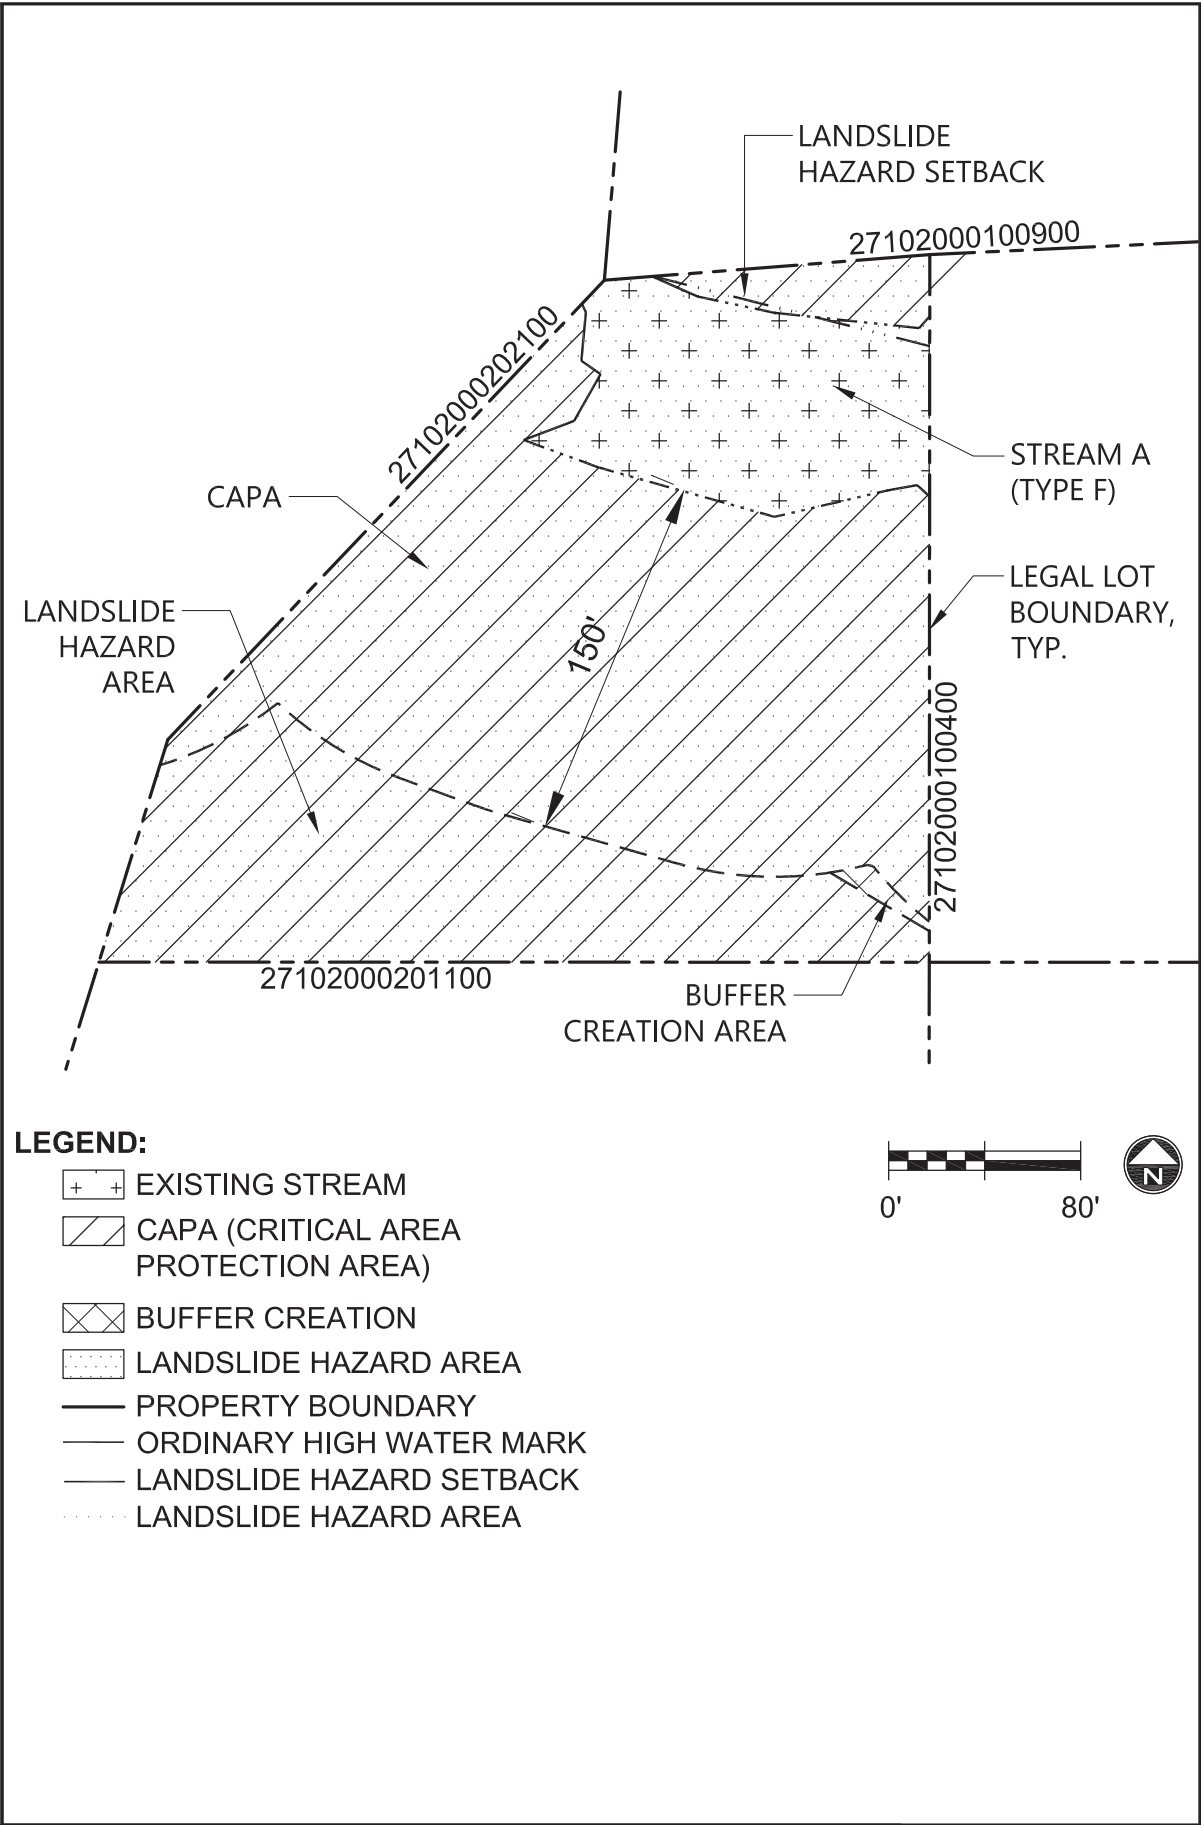 LANDSLIDE
HAZARD SETBACK
27102000100900
27102000202100
CAPA
STREAM A
(TYPE F)
LEGAL LOT
BOUNDARY,
TYP.
LANDSLIDE
HAZARD
AREA
150'
27102000100400
27102000201100
BUFFER
CREATION AREA
LEGEND:
EXISTING STREAM
CAPA (CRITICAL AREA
PROTECTION AREA)
BUFFER CREATION
LANDSLIDE HAZARD AREA
PROPERTY BOUNDARY
ORDINARY HIGH WATER MARK
LANDSLIDE HAZARD SETBACK
LANDSLIDE HAZARD AREA
0' 80'
N